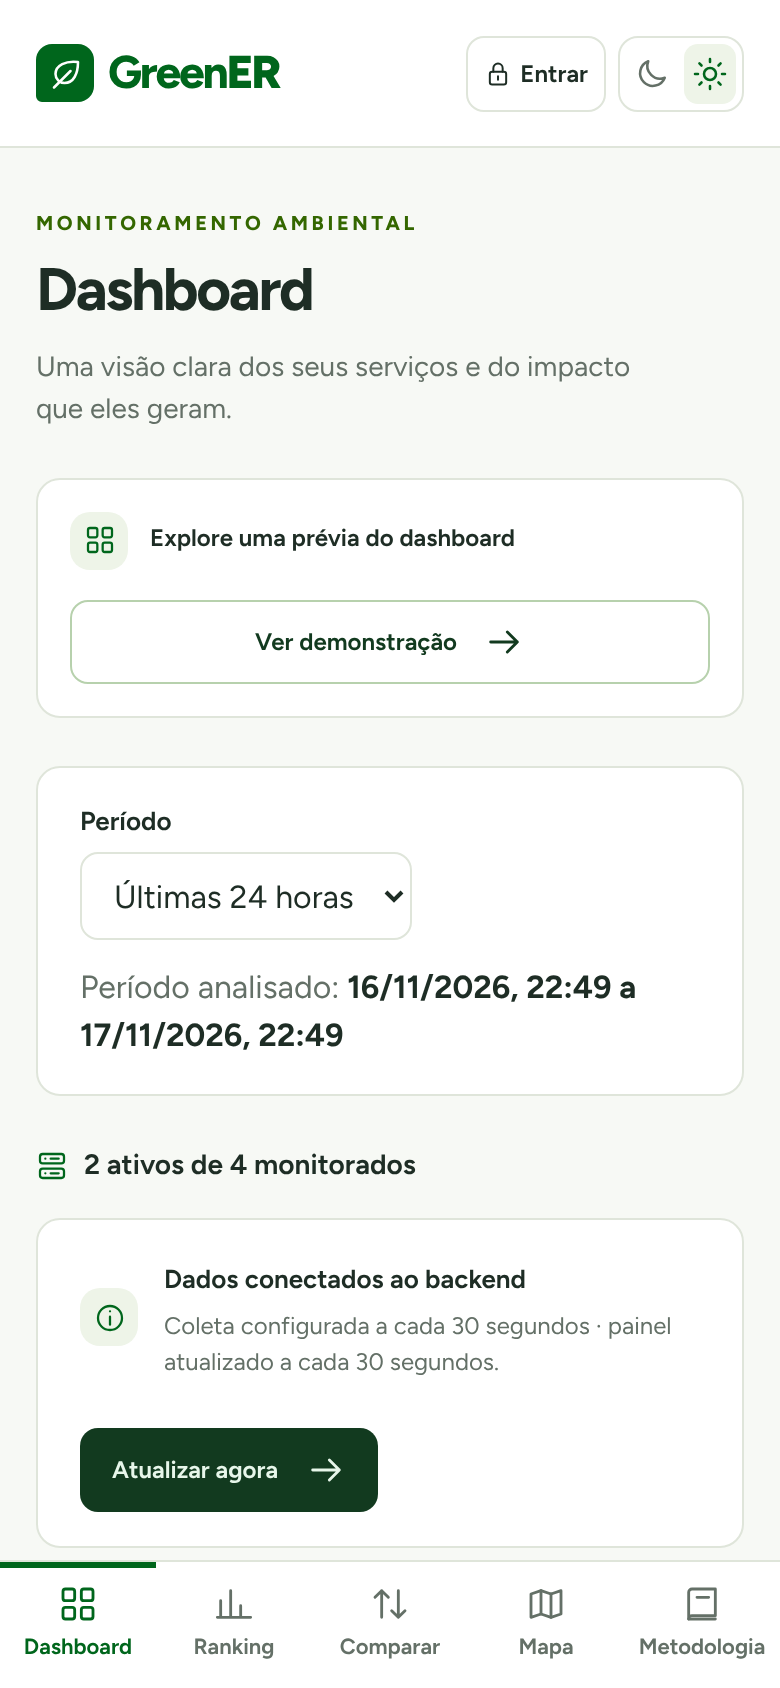 GreenER
Entrar
MONITORAMENTO AMBIENTAL
Dashboard
Uma visão clara dos seus serviços e do impacto
que eles geram.
Explore uma prévia do dashboard
Ver demonstração
Período
Últimas 24 horas
Período analisado: 16/11/2026, 22:49 a
17/11/2026, 22:49
2 ativos de 4 monitorados
Dados conectados ao backend
Coleta configurada a cada 30 segundos · painel
atualizado a cada 30 segundos.
Atualizar agora
Dashboard
Ranking
Comparar
Mapa
Metodologia